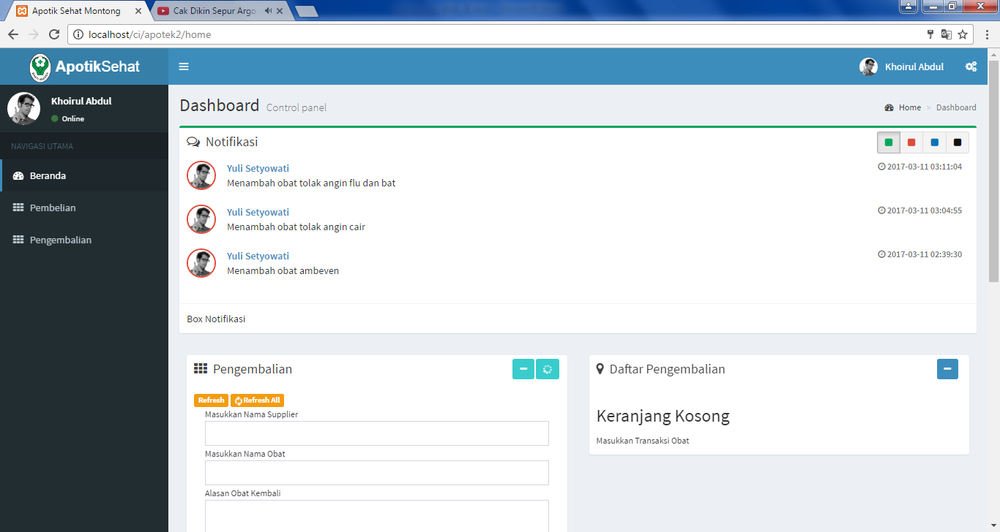 Apotik Sehat Montong
Cak Dikin Sepur Argo
localhost/ci/apotek2/home
ApotikSehat
Khoirul Abdul
Khoirul Abdul
Online
NAVIGASI UTAMA
Beranda
Pembelian
Pengembalian
Dashboard Control panel
Home > Dashboard
Notifikasi
Yuli Setyowati
2017-03-11 03:11:04
Menambah obat tolak angin flu dan bat
Yuli Setyowati
2017-03-11 03:04:55
Menambah obat tolak angin cair
Yuli Setyowati
2017-03-11 02:39:30
Menambah obat ambeven
Box Notifikasi
Pengembalian
Refresh Refresh All
Masukkan Nama Supplier
Masukkan Nama Obat
Alasan Obat Kembali
Daftar Pengembalian
Keranjang Kosong
Masukkan Transaksi Obat